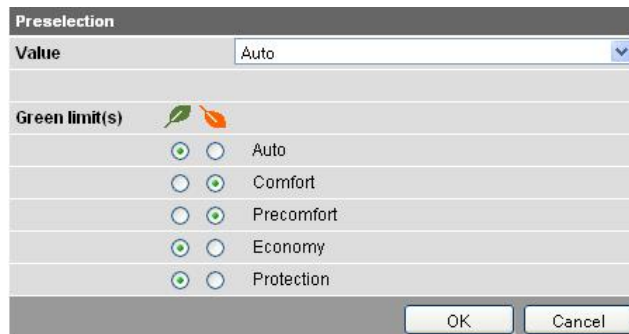 Preselection
Value Auto
Green limit(s)
Auto
Comfort
Precomfort
Economy
Protection
OK Cancel